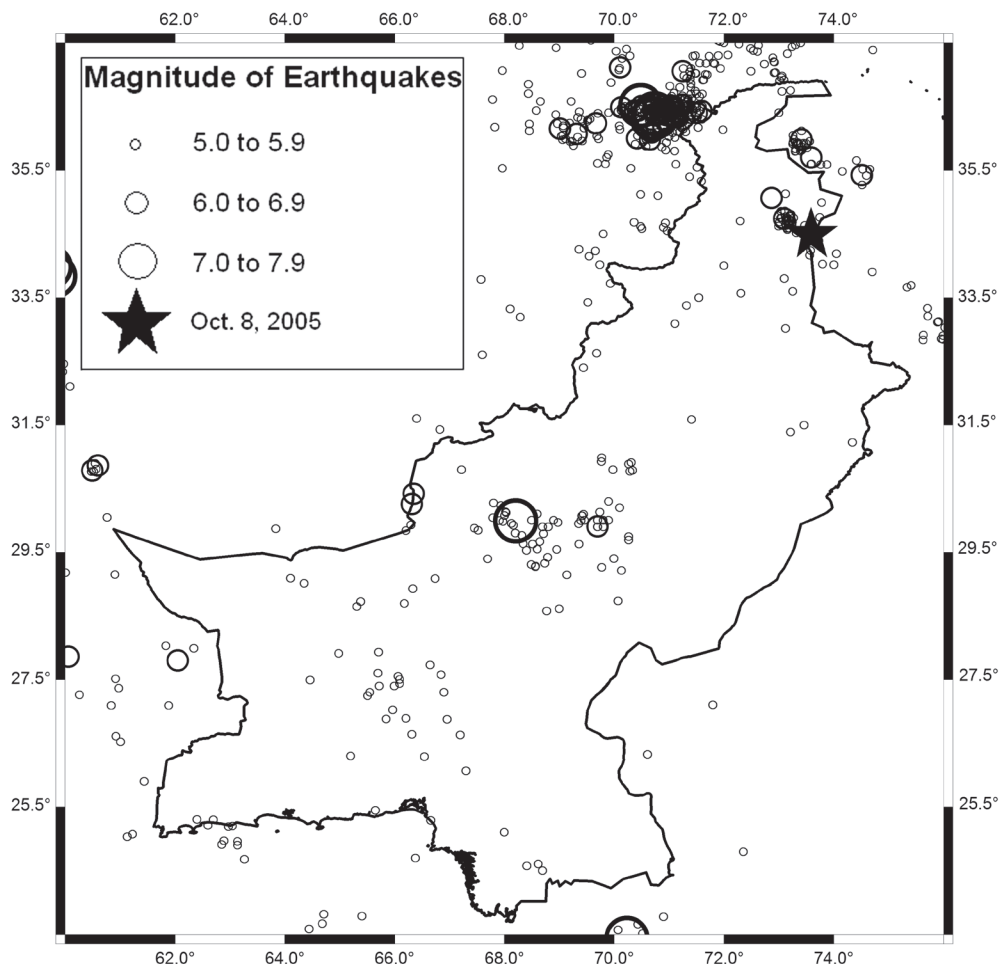 62.0° 64.0° 66.0° 68.0° 70.0° 72.0° 74.0°
Magnitude of Earthquakes
5.0 to 5.9
6.0 to 6.9
7.0 to 7.9
Oct. 8, 2005
35.5° 35.5°
33.5° 33.5°
31.5° 31.5°
29.5° 29.5°
27.5° 27.5°
25.5° 25.5°
62.0° 64.0° 66.0° 68.0° 70.0° 72.0° 74.0°